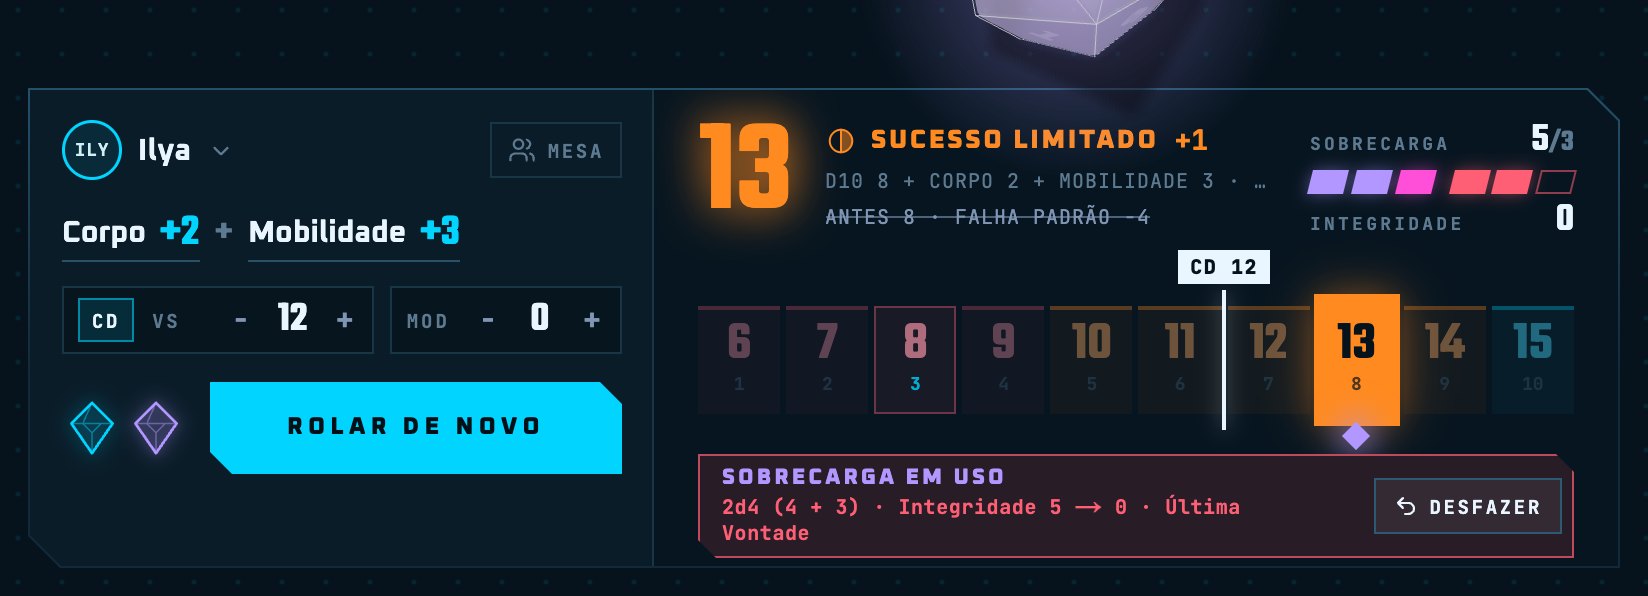 ILY Ilya
MESA
Corpo +2 + Mobilidade +3
CD VS - 12 +
MOD - 0 +
ROLAR DE NOVO
13
SUCESSO LIMITADO +1
D10 8 + CORPO 2 + MOBILIDADE 3 · …
ANTES 8 · FALHA PADRÃO -4
SOBRECARGA 5/3
INTEGRIDADE 0
CD 12
6 7 8 9 10 11 12 13 14 15
1 2 3 4 5 6 7 8 9 10
SOBRECARGA EM USO
2d4 (4 + 3) · Integridade 5 → 0 · Última
Vontade
DESFAZER